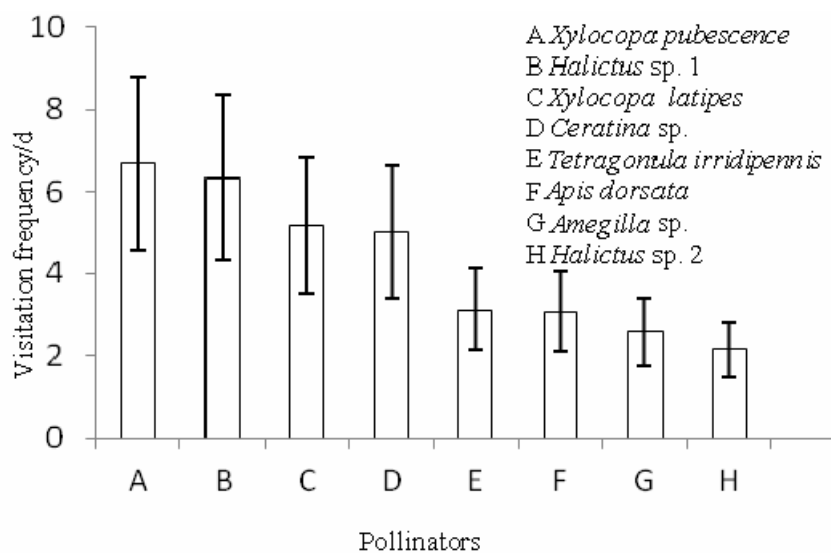 10
8
6
4
2
0
Visitation frequency/d
A Xylocopa pubescence
B Halictus sp. 1
C Xylocopa latipes
D Ceratina sp.
E Tetragonula irridipennis
F Apis dorsata
G Amegilla sp.
H Halictus sp. 2
A B C D E F G H
Pollinators